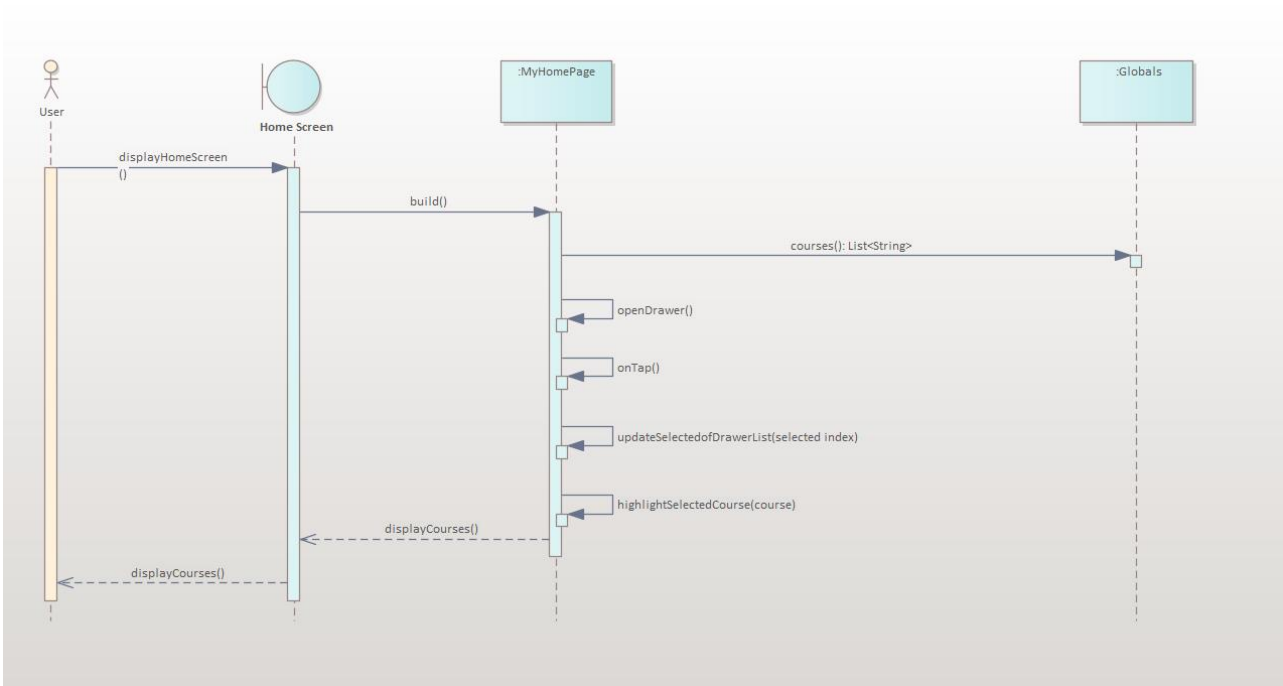 :MyHomePage
:Globals
User
Home Screen
displayHomeScreen
()
build()
courses(): List<String>
openDrawer()
onTap()
updateSelectedofDrawerList(selected index)
highlightSelectedCourse(course)
displayCourses()
displayCourses()